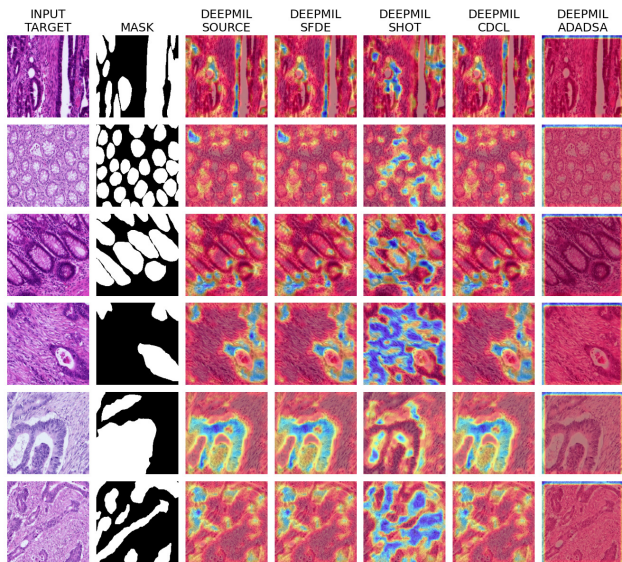 INPUT TARGET
MASK
DEEPMIL SOURCE
DEEPMIL SFDE
DEEPMIL SHOT
DEEPMIL CDCL
DEEPMIL ADADSA